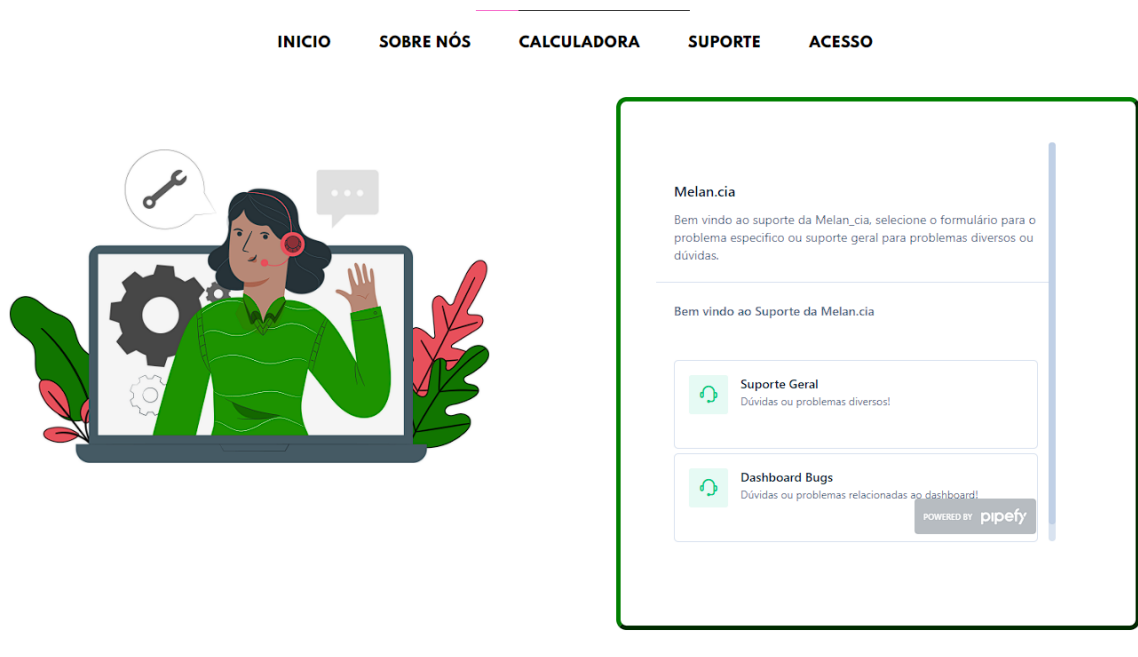 INICIO SOBRE NÓS CALCULADORA SUPORTE ACESSO
Melan.cia
Bem vindo ao suporte da Melan_cia, selecione o formulário para o
problema especifico ou suporte geral para problemas diversos ou
dúvidas.
Bem vindo ao Suporte da Melan.cia
Suporte Geral
Dúvidas ou problemas diversos!
Dashboard Bugs
Dúvidas ou problemas relacionadas ao dashboard!
POWERED BY pipefy